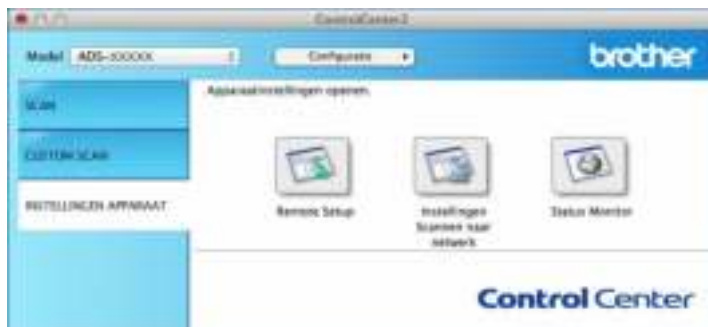 ControlCenter2
Model ADS-XXXXX Configuratie
brother
SCAN
CUSTOM SCAN
INSTELLINGEN APPARAAT
Apparaatinstellingen openen.
Remote Setup
Instellingen
Scannen naar
netwerk
Status Monitor
Control Center